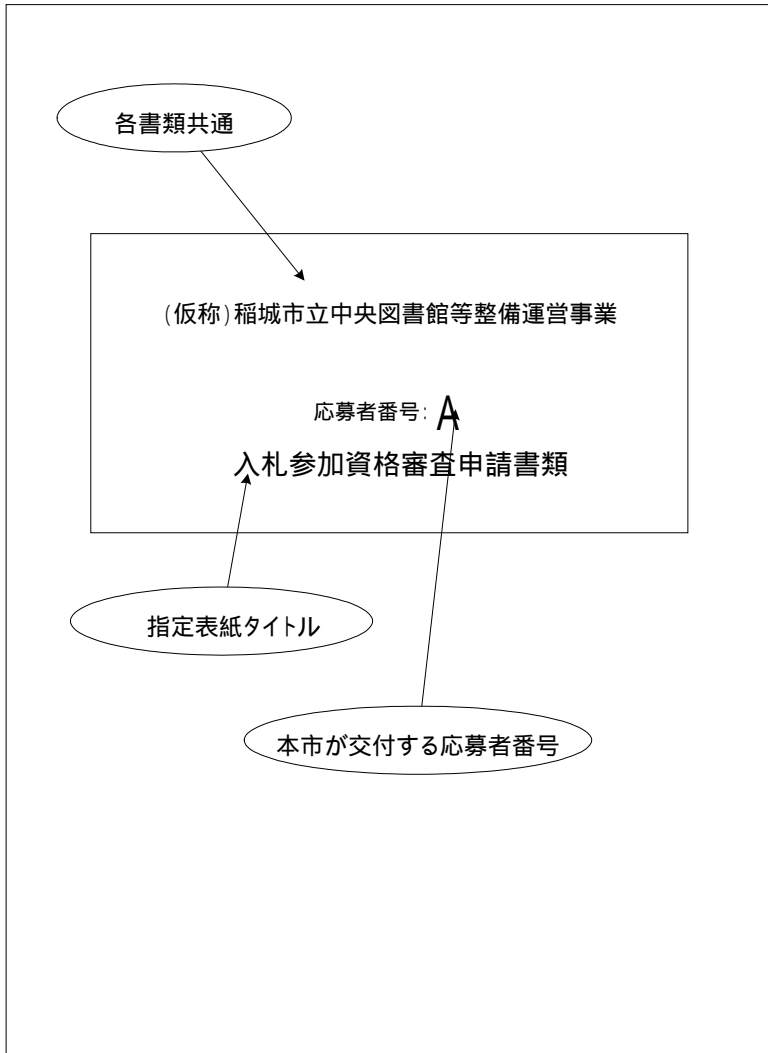 各書類共通
(仮称)稲城市立中央図書館等整備運営事業
応募者番号: A
入札参加資格審査申請書類
指定表紙タイトル
本市が交付する応募者番号